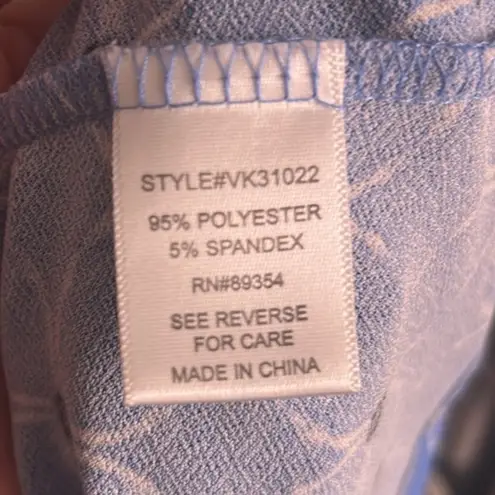 STYLE#VK31022
95% POLYESTER
5% SPANDEX
RN#89354
SEE REVERSE
FOR CARE
MADE IN CHINA